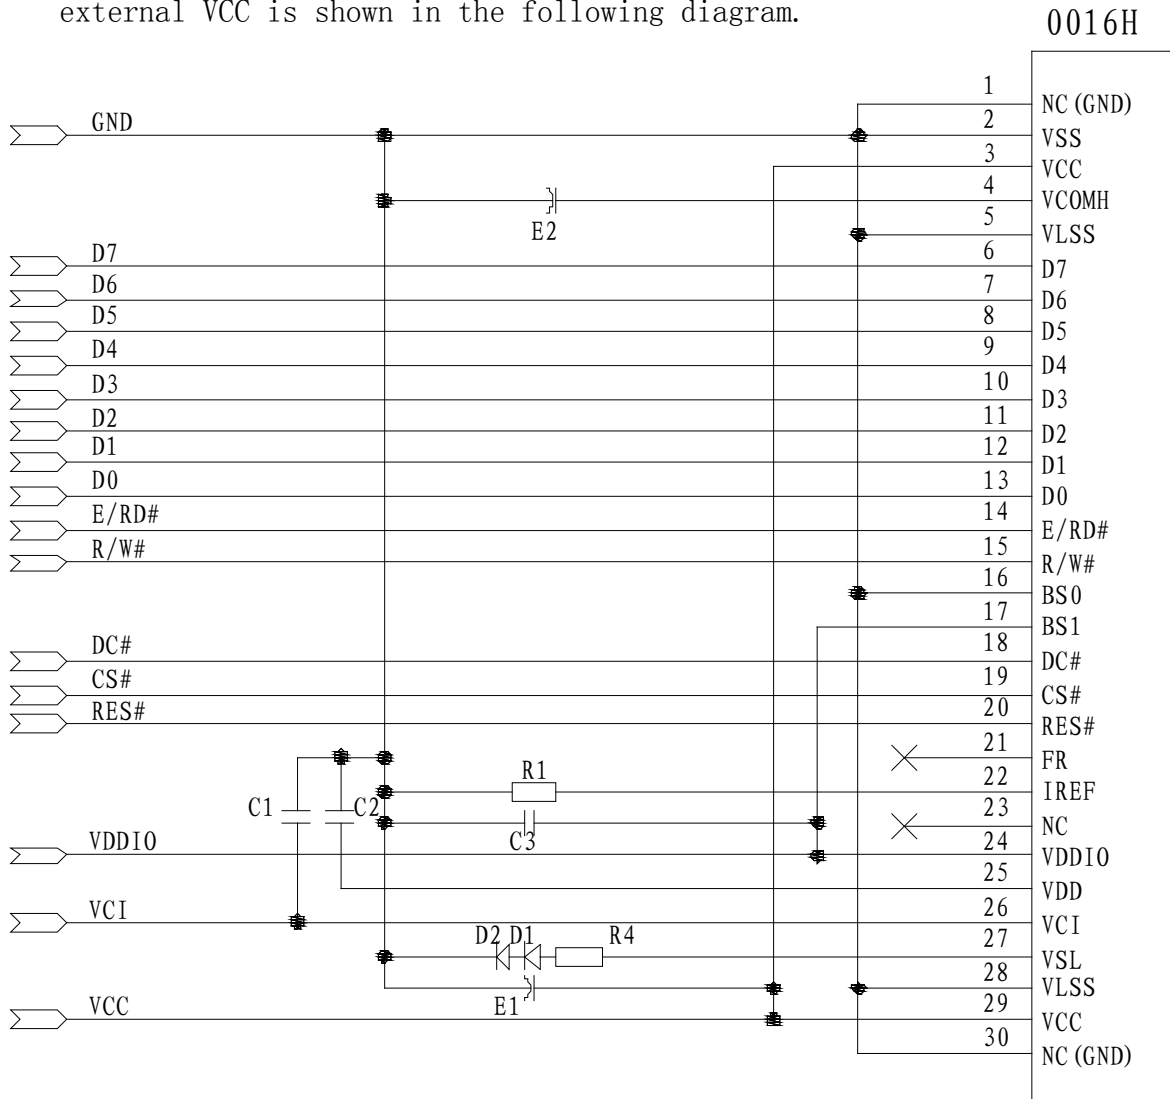 external VCC is shown in the following diagram.
0016H
1
NC(GND)
GND
2
VSS
3
VCC
4
VCOMH
E2
5
VLSS
D7
6
D7
D6
7
D6
D5
8
D5
D4
9
D4
D3
10
D3
D2
11
D2
D1
12
D1
D0
13
D0
E/RD#
14
E/RD#
R/W#
15
R/W#
16
BS0
17
BS1
DC#
18
DC#
CS#
19
CS#
RES#
20
RES#
21
FR
R1
22
IREF
C1
C2
C3
23
NC
VDDIO
24
VDDIO
25
VDD
VCI
26
VCI
D2
D1
R4
27
VSL
E1
28
VLSS
VCC
29
VCC
30
NC(GND)